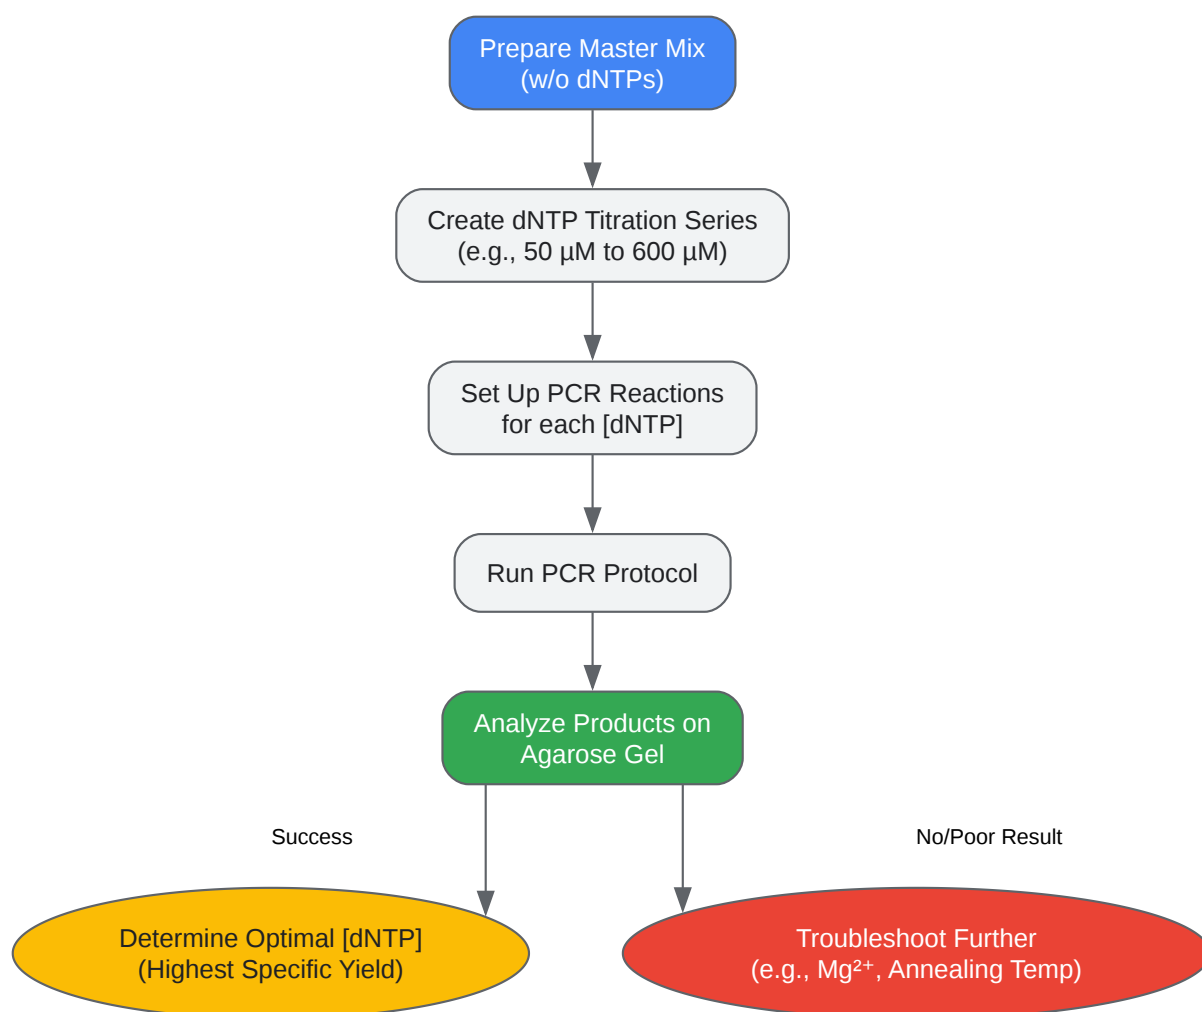 Prepare Master Mix
(w/o dNTPs)
Create dNTP Titration Series
(e.g., 50 µM to 600 µM)
Set Up PCR Reactions
for each [dNTP]
Run PCR Protocol
Analyze Products on
Agarose Gel
Success
No/Poor Result
Determine Optimal [dNTP]
(Highest Specific Yield)
Troubleshoot Further
(e.g., Mg²⁺, Annealing Temp)